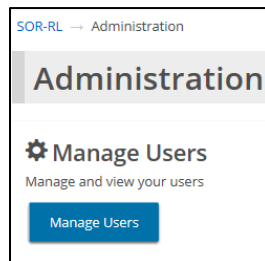 SOR-RL → Administration
Administration
Manage Users
Manage and view your users
Manage Users